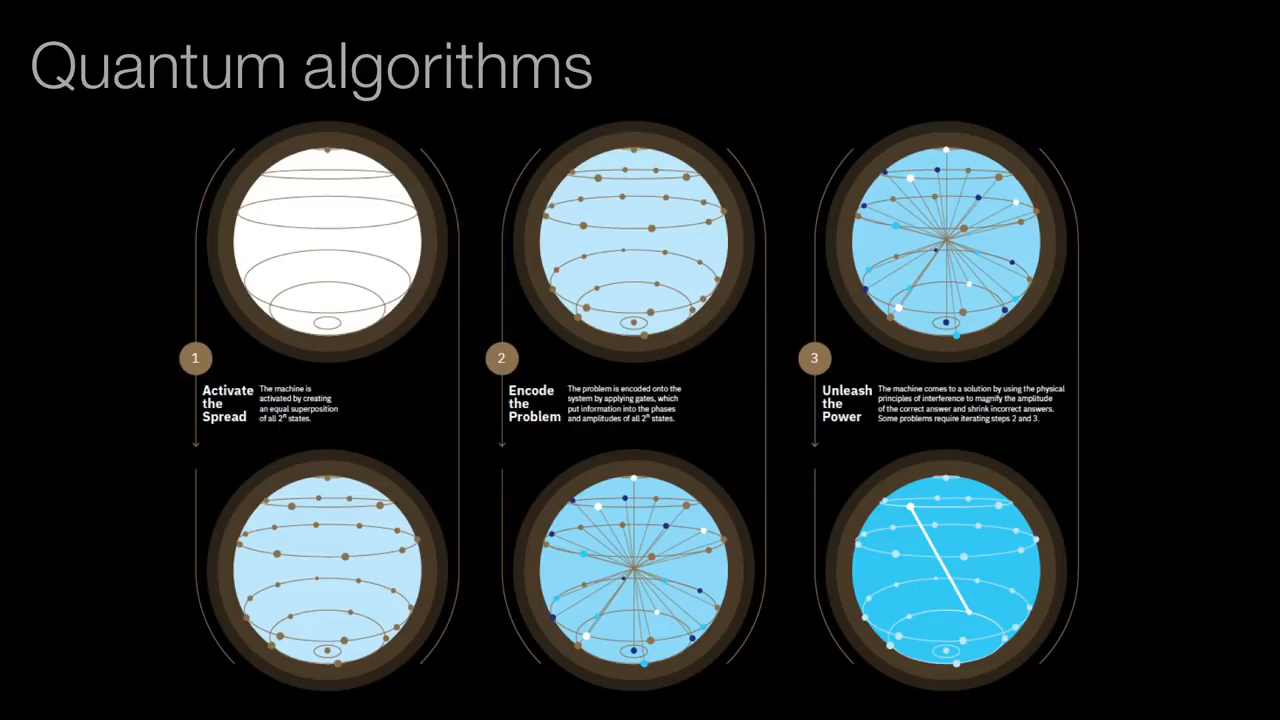 Quantum algorithms
1
Activate
the
Spread
The machine is
activated by creating
an equal superposition
of all 2ⁿ states.
2
Encode
the
Problem
The problem is encoded onto the
system by applying gates, which
put information into the phases
and amplitudes of all 2ⁿ states.
3
Unleash
the
Power
The machine comes to a solution by using the physical
principles of interference to magnify the amplitude
of the correct answer and shrink incorrect answers.
Some problems require iterating steps 2 and 3.